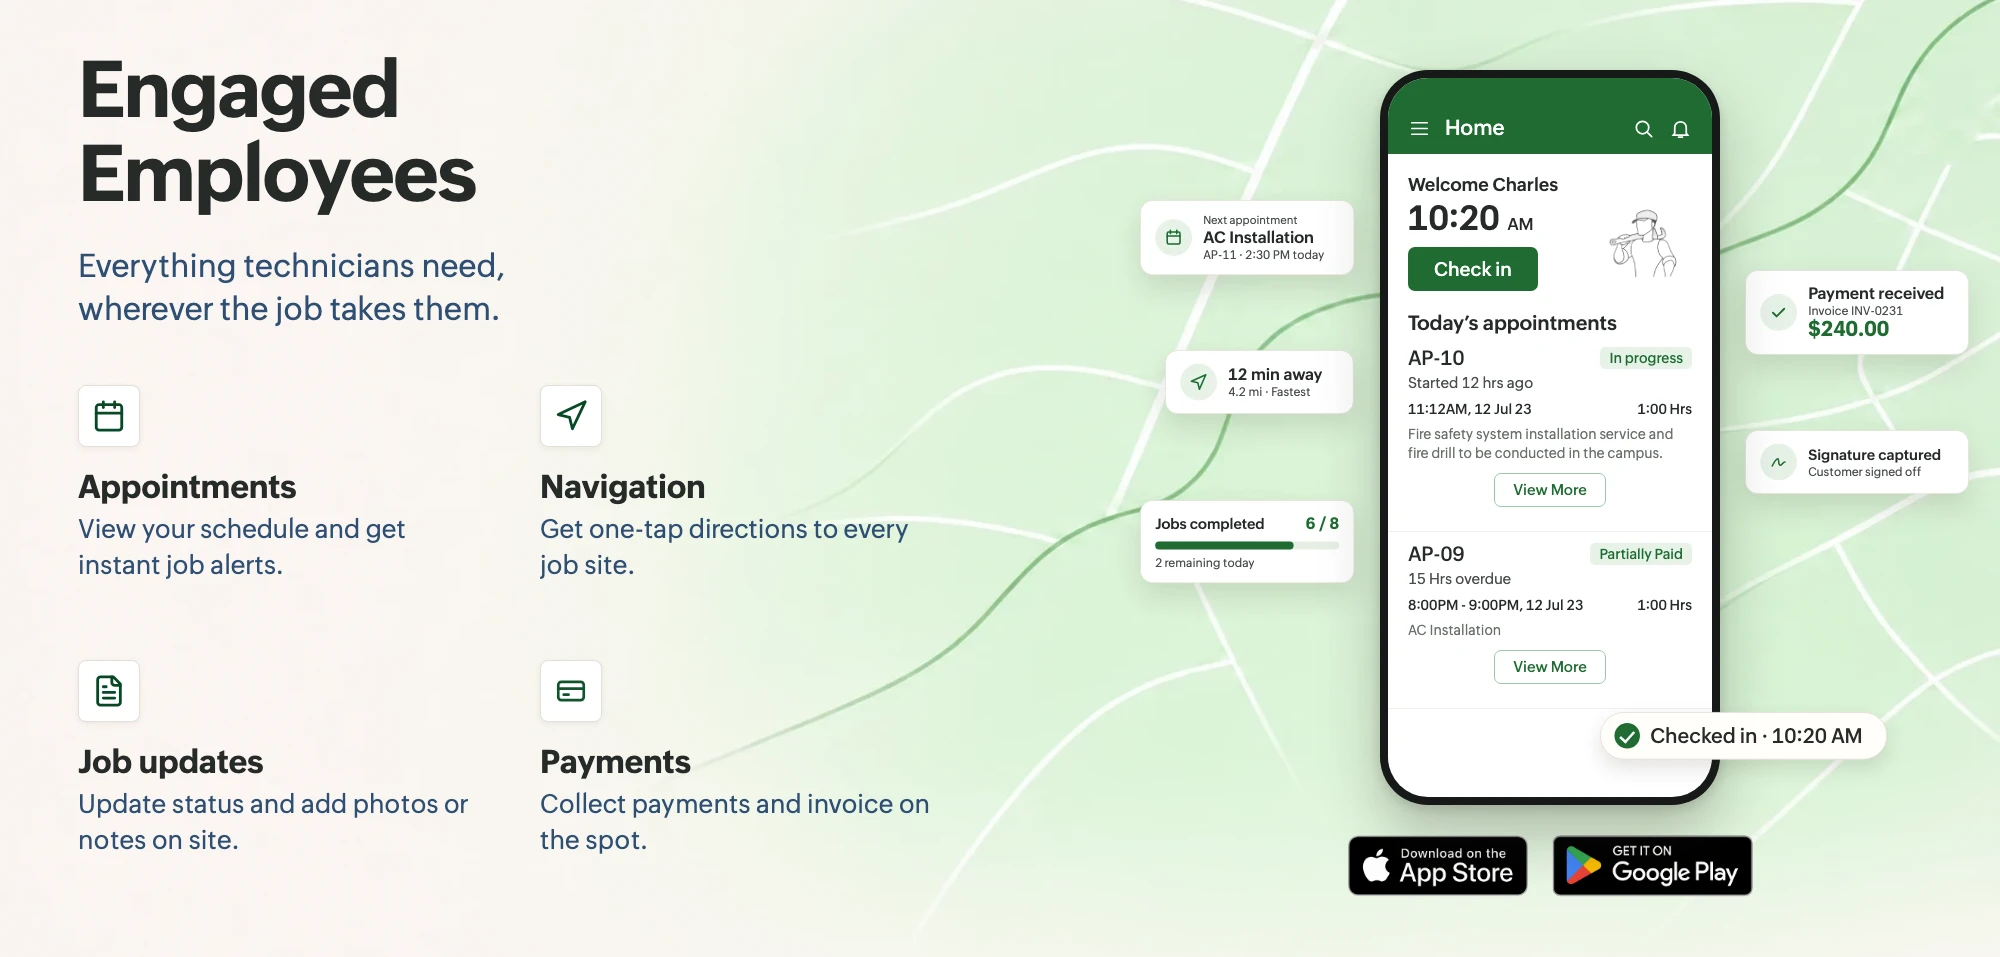 Engaged
Employees
Everything technicians need,
wherever the job takes them.
Appointments
View your schedule and get
instant job alerts.
Navigation
Get one-tap directions to every
job site.
Job updates
Update status and add photos or
notes on site.
Payments
Collect payments and invoice on
the spot.
Next appointment
AC Installation
AP-11 · 2:30 PM today
12 min away
4.2 mi · Fastest
Jobs completed 6 / 8
2 remaining today
Home
Welcome Charles
10:20 AM
Check in
Today’s appointments
AP-10 In progress
Started 12 hrs ago
11:12AM, 12 Jul 23 1:00 Hrs
Fire safety system installation service and
fire drill to be conducted in the campus.
View More
AP-09 Partially Paid
15 Hrs overdue
8:00PM - 9:00PM, 12 Jul 23 1:00 Hrs
AC Installation
View More
Checked in · 10:20 AM
Payment received
Invoice INV-0231
$240.00
Signature captured
Customer signed off
Download on the
App Store
GET IT ON
Google Play